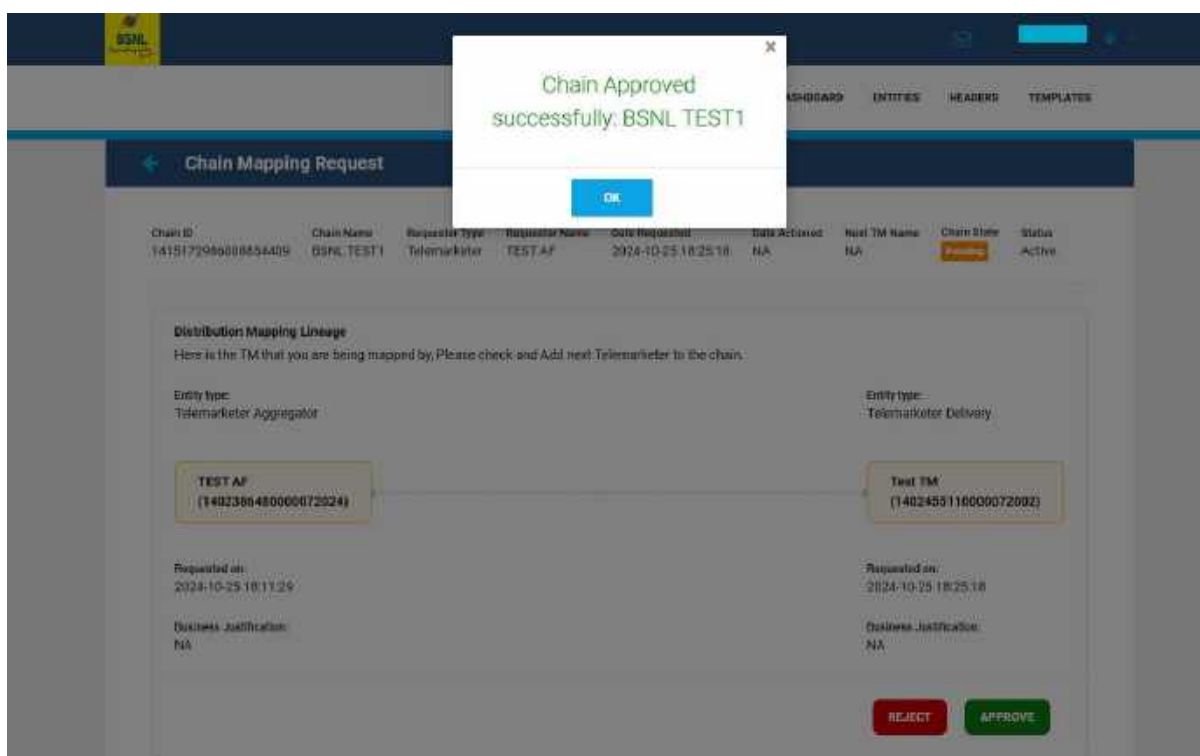 BSNL
×
Chain Approved
successfully: BSNL TEST1
OK
DASHBOARD ENTITIES HEADERS TEMPLATES
Chain Mapping Request
Chain ID Chain Name Requester Type Requester Name Date Requested Date Actioned Next TM Name Chain State Status
BSNL TEST1 Telemarketer TEST AF 2024-10-25 18:25:18 NA NA Pending Active
Distribution Mapping Lineage
Here is the TM that you are being mapped by, Please check and Add next Telemarketer to the chain.
Entity type: Entity type:
Telemarketer Aggregator Telemarketer Delivery
TEST AF Test TM
Requested on: Requested on:
2024-10-25 18:11:29 2024-10-25 18:25:18
Business Justification: Business Justification:
NA NA
REJECT APPROVE